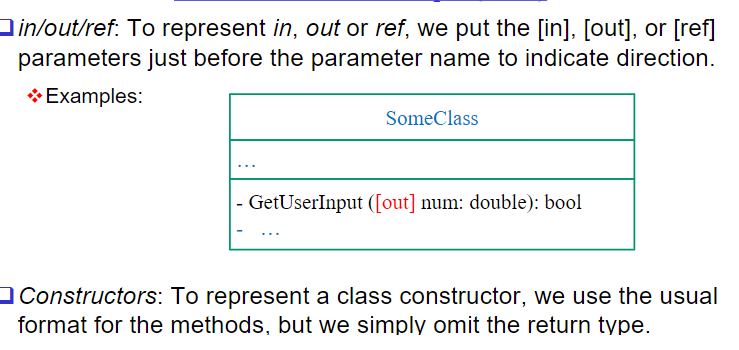 in/out/ref: To represent in, out or ref, we put the [in], [out], or [ref]
parameters just before the parameter name to indicate direction.
Examples:
SomeClass
...
- GetUserInput ([out] num: double): bool
- ...
Constructors: To represent a class constructor, we use the usual
format for the methods, but we simply omit the return type.